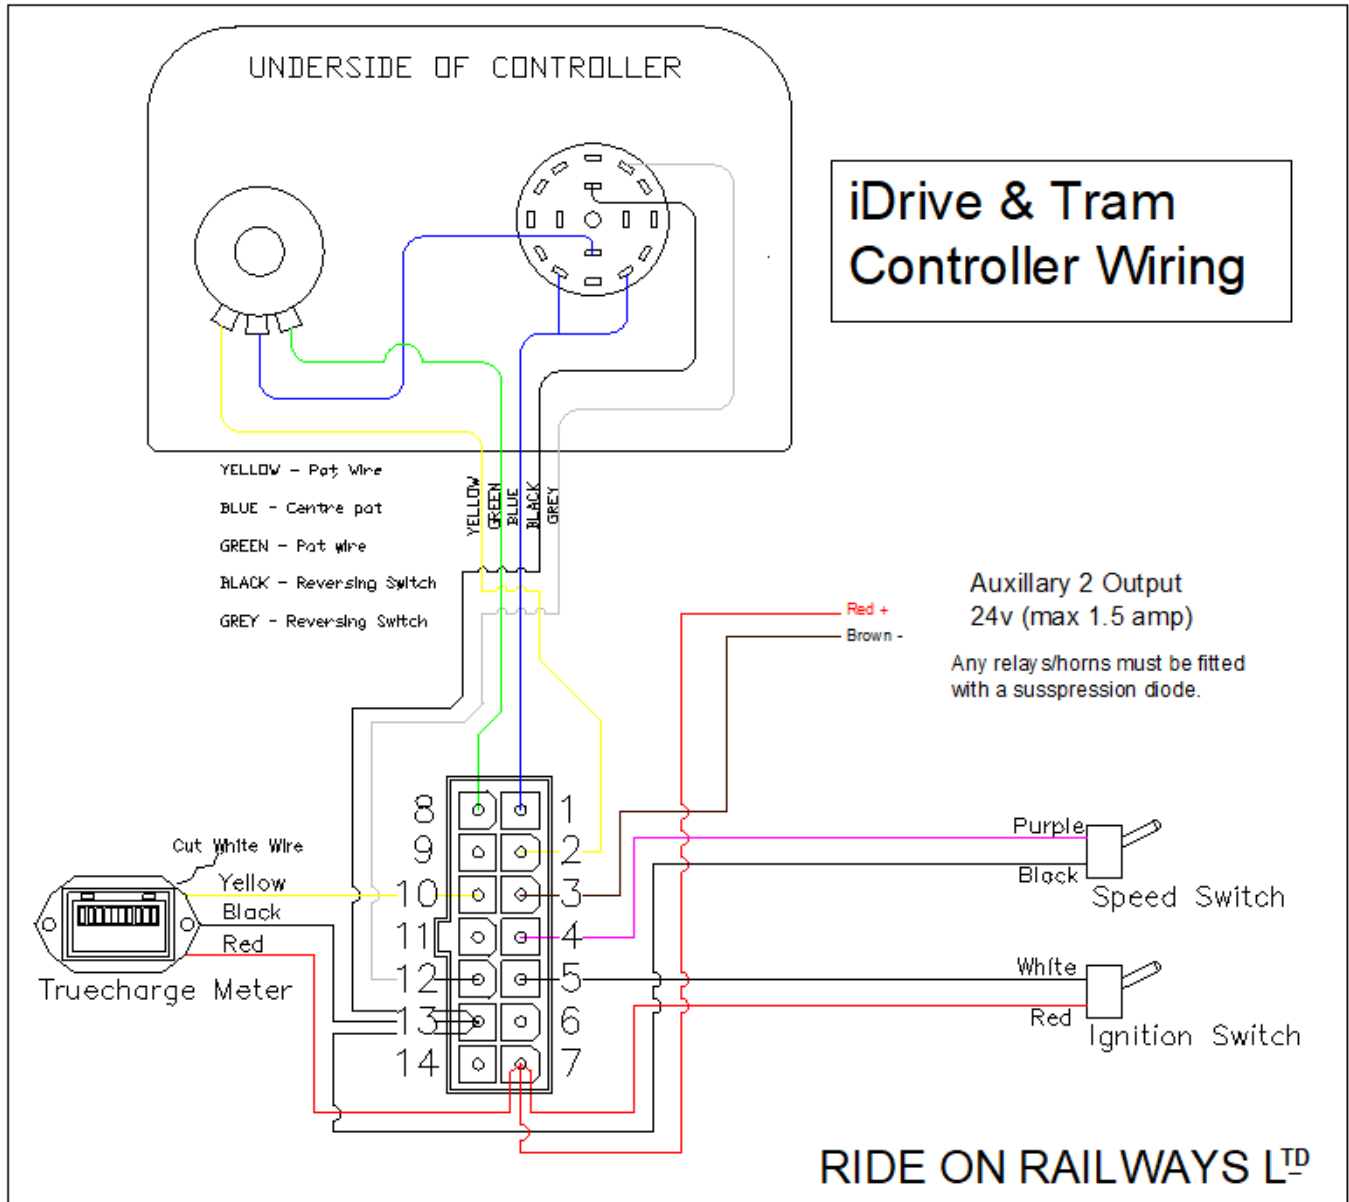 UNDERSIDE OF CONTROLLER
iDrive & Tram
Controller Wiring
YELLOW - Pot Wire
BLUE - Centre pot
GREEN - Pot wire
BLACK - Reversing Switch
GREY - Reversing Switch
YELLOW
GREEN
BLUE
BLACK
GREY
Red +
Brown -
Auxillary 2 Output
24v (max 1.5 amp)
Any relays/horns must be fitted
with a susspression diode.
8
1
9
2
10
3
11
4
12
5
13
6
14
7
Cut White Wire
Yellow
Black
Red
Truecharge Meter
Purple
Black
Speed Switch
White
Red
Ignition Switch
RIDE ON RAILWAYS LTD